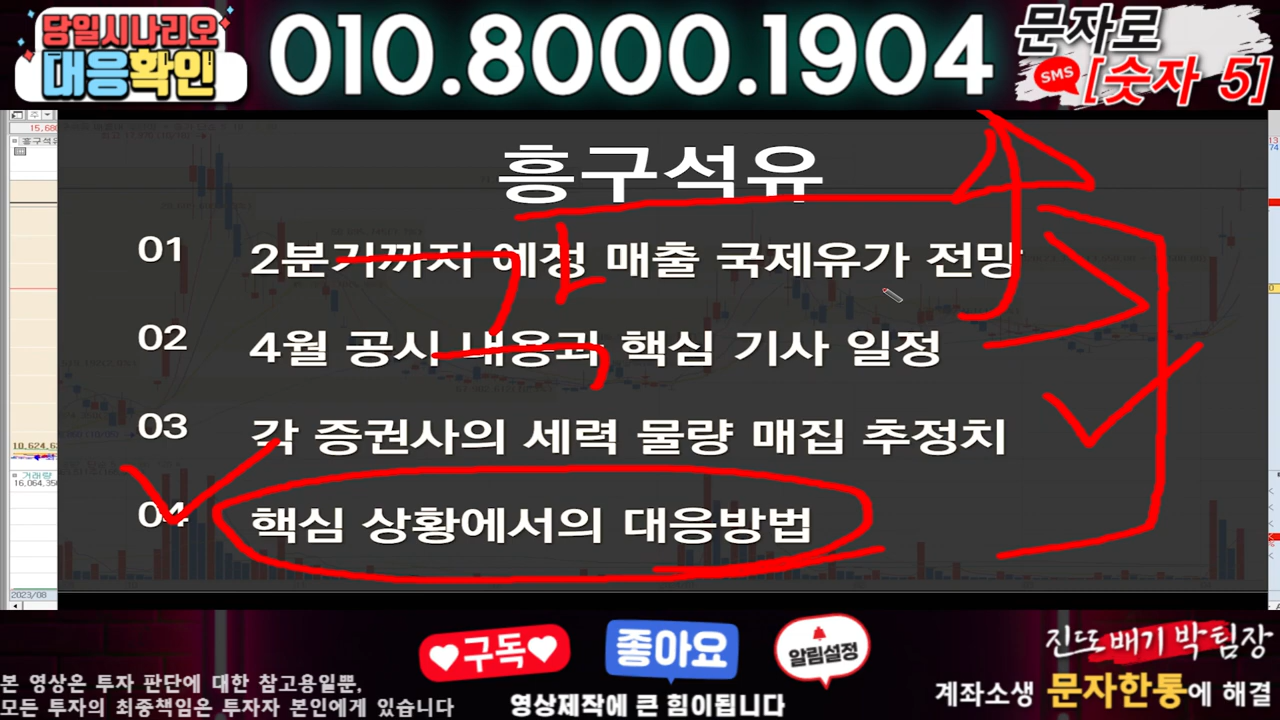 당일시나리오
대응확인
010.8000.1904
문자로
SMS
[숫자 5]
흥구석유
01 2분기까지 예정 매출 국제유가 전망
02 4월 공시 내용과 핵심 기사 일정
03 각 증권사의 세력 물량 매집 추정치
04 핵심 상황에서의 대응방법
거래량
2023/08
구독
좋아요
알림설정
영상제작에 큰 힘이됩니다
본 영상은 투자 판단에 대한 참고용일뿐,
모든 투자의 최종책임은 투자자 본인에게 있습니다
진또배기 박팀장
계좌소생 문자한통에 해결